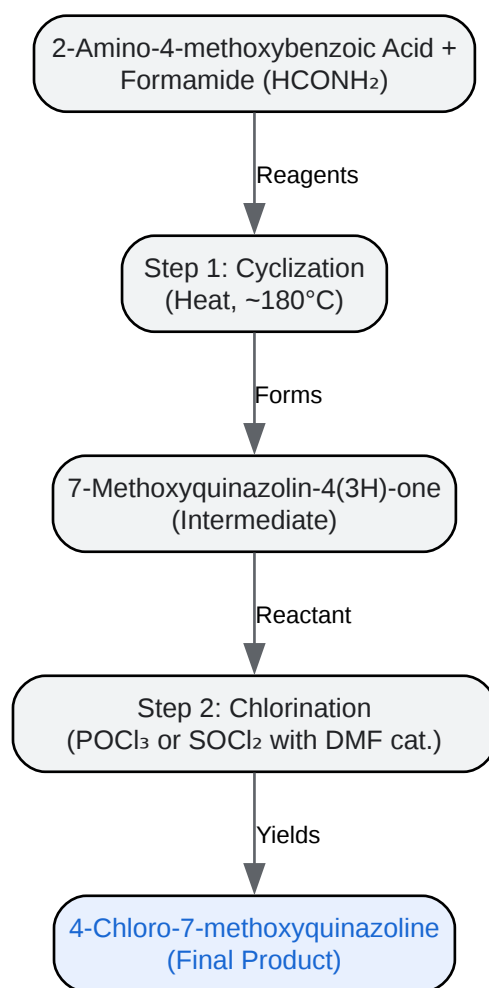 2-Amino-4-methoxybenzoic Acid +
Formamide (HCONH₂)
Reagents
Step 1: Cyclization
(Heat, ~180°C)
Forms
7-Methoxyquinazolin-4(3H)-one
(Intermediate)
Reactant
Step 2: Chlorination
(POCl₃ or SOCl₂ with DMF cat.)
Yields
4-Chloro-7-methoxyquinazoline
(Final Product)